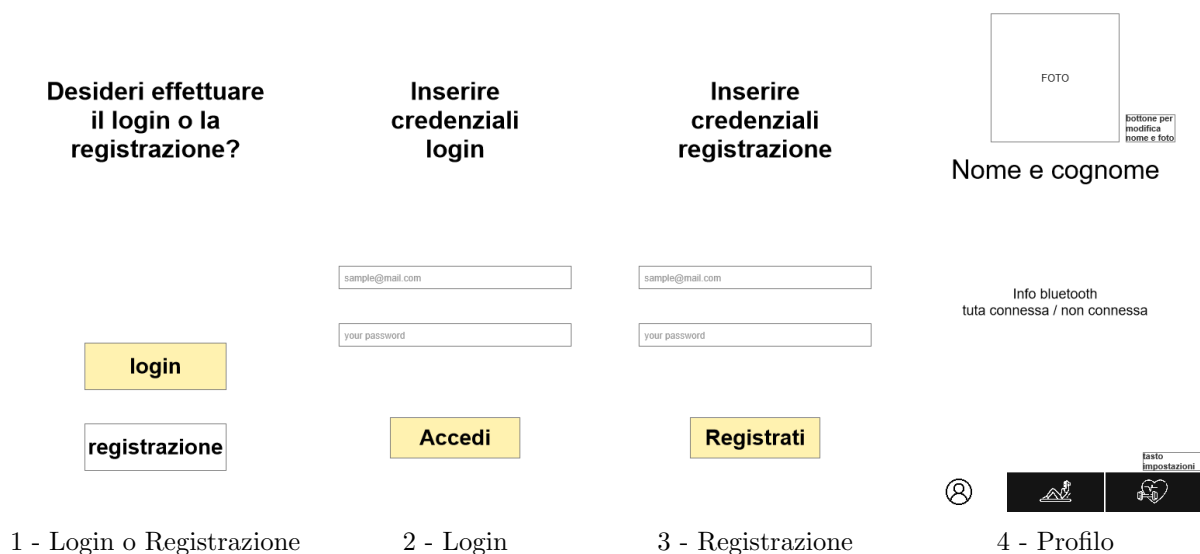 Desideri effettuare
il login o la
registrazione?
login
registrazione
1 - Login o Registrazione
Inserire
credenziali
login
sample@mail.com
your password
Accedi
2 - Login
Inserire
credenziali
registrazione
sample@mail.com
your password
Registrati
3 - Registrazione
FOTO
bottone per
modifica
nome e foto
Nome e cognome
Info bluetooth
tuta connessa / non connessa
tasto
impostazioni
4 - Profilo